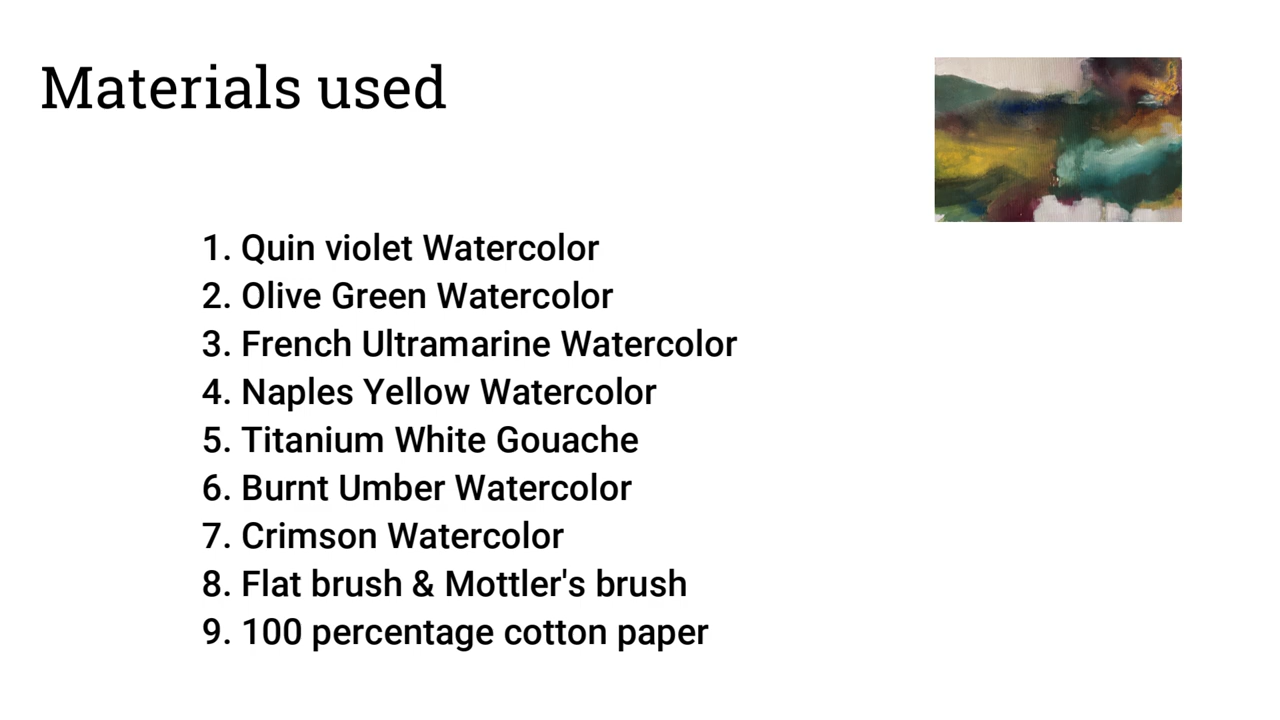 Materials used
1. Quin violet Watercolor
2. Olive Green Watercolor
3. French Ultramarine Watercolor
4. Naples Yellow Watercolor
5. Titanium White Gouache
6. Burnt Umber Watercolor
7. Crimson Watercolor
8. Flat brush & Mottler's brush
9. 100 percentage cotton paper